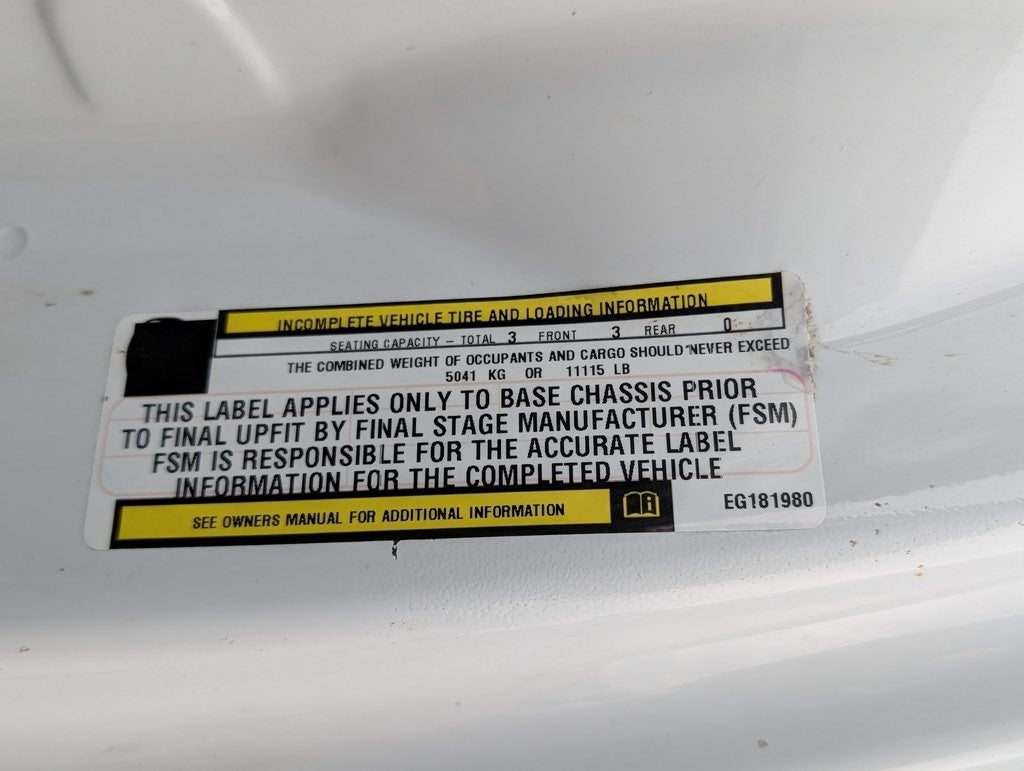 INCOMPLETE VEHICLE TIRE AND LOADING INFORMATION
SEATING CAPACITY - TOTAL 3 FRONT 3 REAR 0
THE COMBINED WEIGHT OF OCCUPANTS AND CARGO SHOULD NEVER EXCEED
5041 KG OR 11115 LB
THIS LABEL APPLIES ONLY TO BASE CHASSIS PRIOR
TO FINAL UPFIT BY FINAL STAGE MANUFACTURER (FSM)
FSM IS RESPONSIBLE FOR THE ACCURATE LABEL
INFORMATION FOR THE COMPLETED VEHICLE
SEE OWNERS MANUAL FOR ADDITIONAL INFORMATION
EG181980